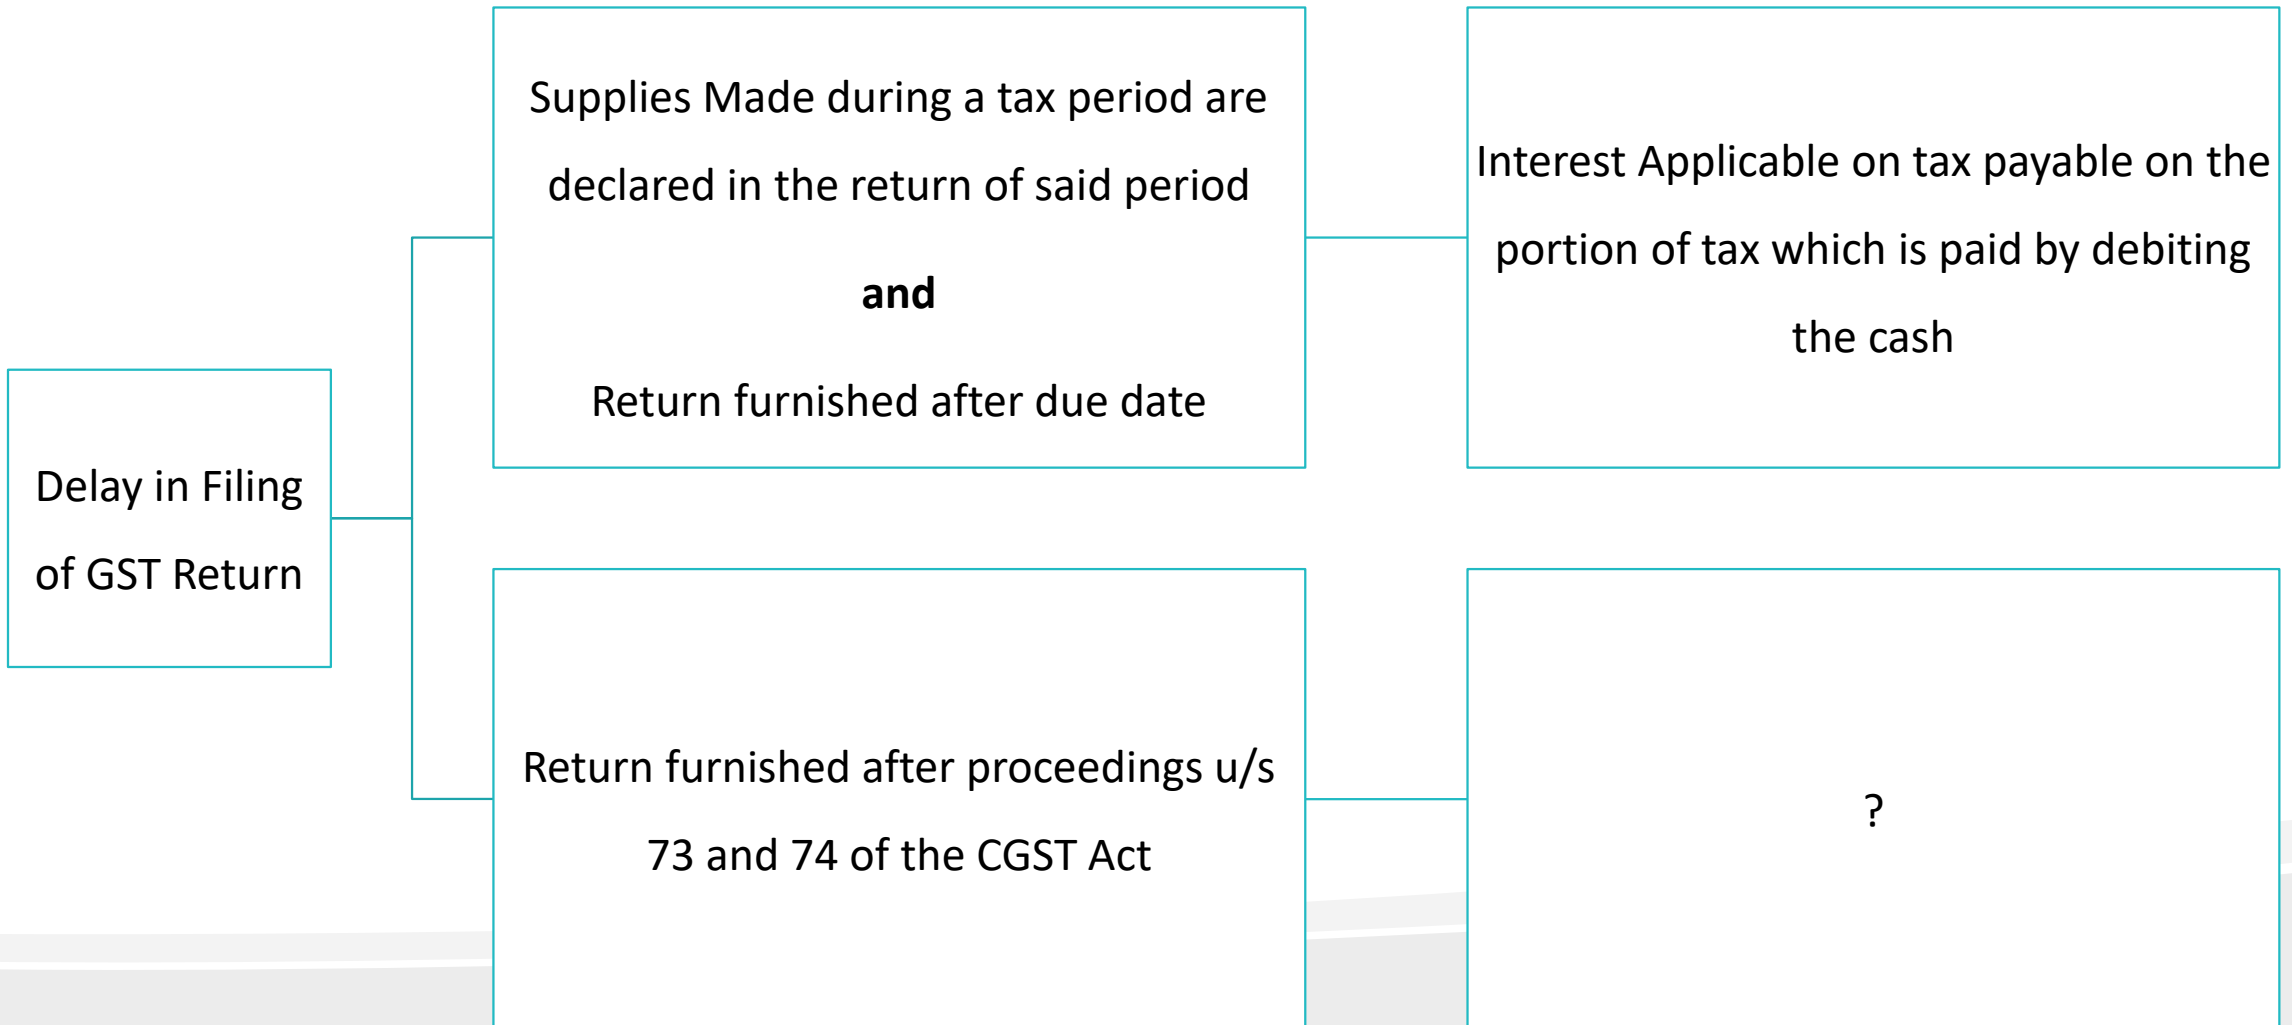 Delay in Filing
of GST Return
Supplies Made during a tax period are
declared in the return of said period
and
Return furnished after due date
Interest Applicable on tax payable on the
portion of tax which is paid by debiting
the cash
Return furnished after proceedings u/s
73 and 74 of the CGST Act
?